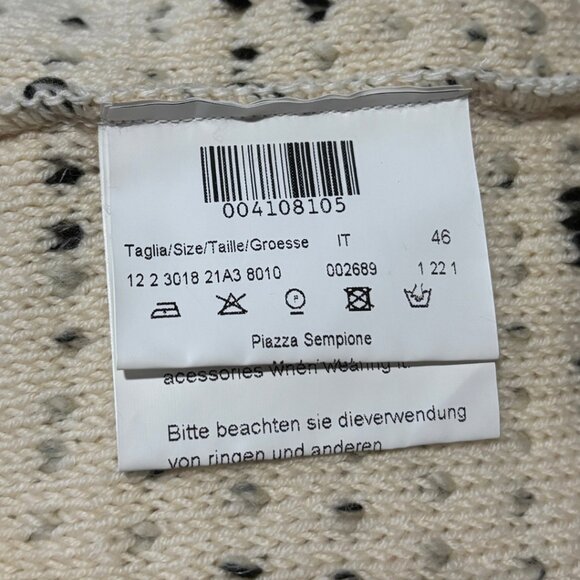 004108105
Taglia/Size/Taille/Groesse IT 46
12 2 3018 21A3 8010 002689 1 22 1
Piazza Sempione
acessories when wearing it.
Bitte beachten sie dieverwendung
von ringen und anderen